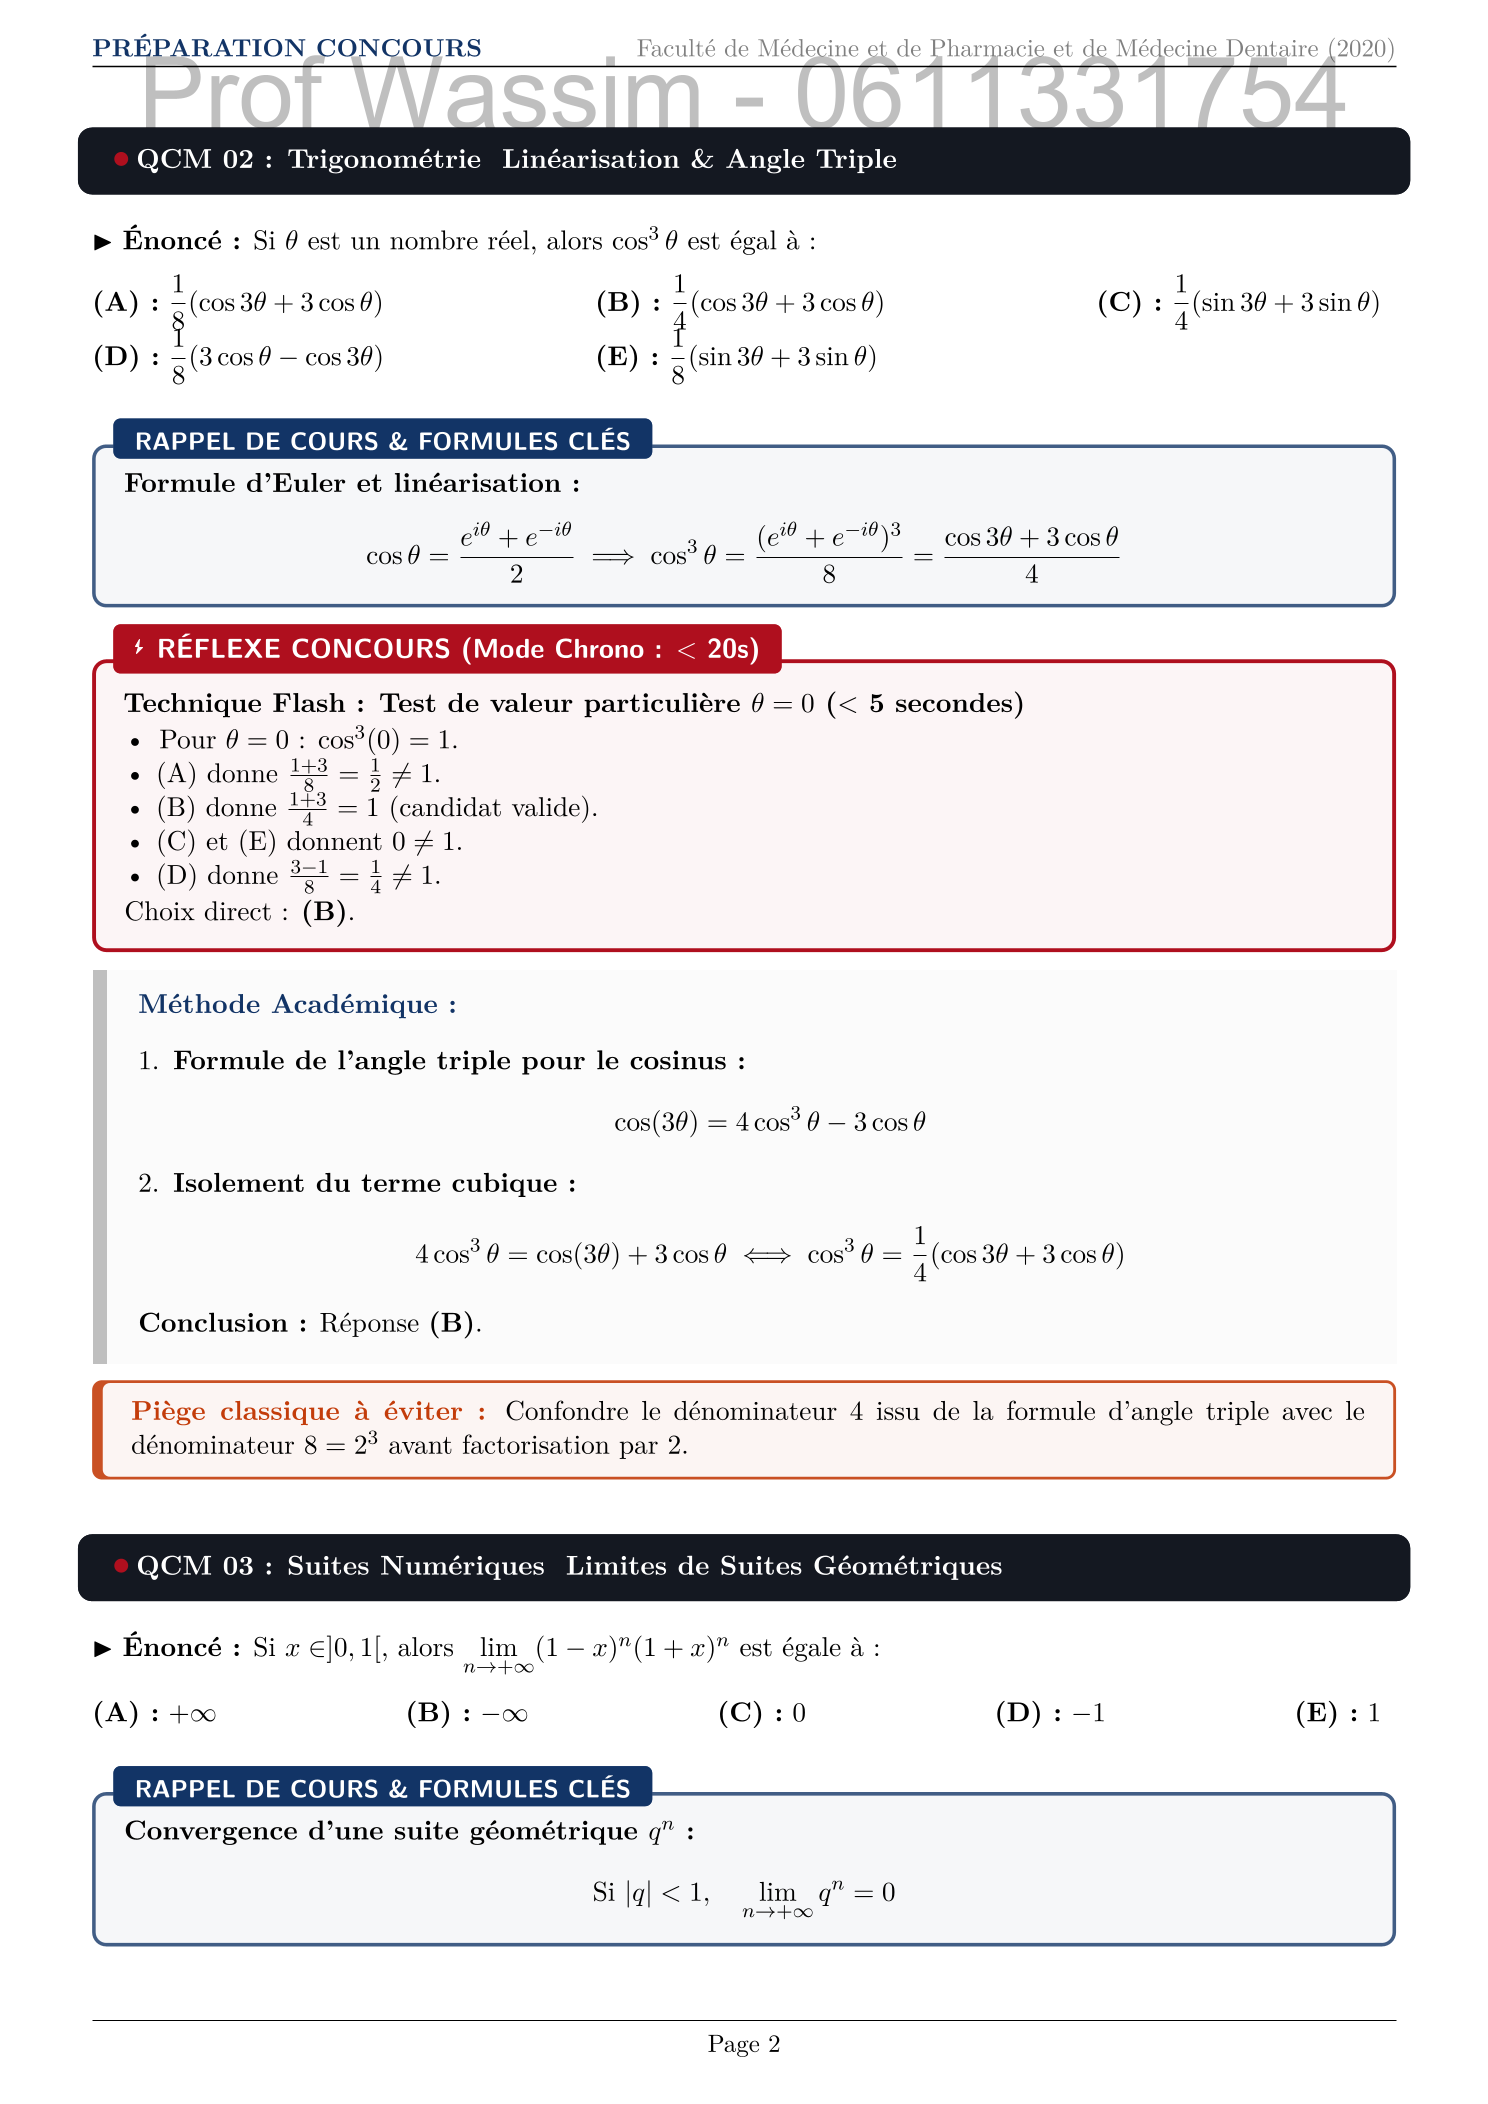 PRÉPARATION CONCOURS Faculté de Médecine et de Pharmacie et de Médecine Dentaire (2020)
Prof Wassim - 0611331754
QCM 02 : Trigonométrie Linéarisation & Angle Triple
► Énoncé : Si θ est un nombre réel, alors cos³ θ est égal à :
(A) : 1/8(cos 3θ + 3 cos θ) (B) : 1/4(cos 3θ + 3 cos θ) (C) : 1/4(sin 3θ + 3 sin θ)
(D) : 1/8(3 cos θ − cos 3θ) (E) : 1/8(sin 3θ + 3 sin θ)
RAPPEL DE COURS & FORMULES CLÉS
Formule d'Euler et linéarisation :
cos θ = (e^{iθ} + e^{−iθ})/2 ⟹ cos³ θ = (e^{iθ} + e^{−iθ})³/8 = (cos 3θ + 3 cos θ)/4
RÉFLEXE CONCOURS (Mode Chrono : < 20s)
Technique Flash : Test de valeur particulière θ = 0 (< 5 secondes)
• Pour θ = 0 : cos³(0) = 1.
• (A) donne (1+3)/8 = 1/2 ≠ 1.
• (B) donne (1+3)/4 = 1 (candidat valide).
• (C) et (E) donnent 0 ≠ 1.
• (D) donne (3−1)/8 = 1/4 ≠ 1.
Choix direct : (B).
Méthode Académique :
1. Formule de l'angle triple pour le cosinus :
cos(3θ) = 4 cos³ θ − 3 cos θ
2. Isolement du terme cubique :
4 cos³ θ = cos(3θ) + 3 cos θ ⟺ cos³ θ = 1/4(cos 3θ + 3 cos θ)
Conclusion : Réponse (B).
Piège classique à éviter : Confondre le dénominateur 4 issu de la formule d'angle triple avec le
dénominateur 8 = 2³ avant factorisation par 2.
QCM 03 : Suites Numériques Limites de Suites Géométriques
► Énoncé : Si x ∈]0, 1[, alors lim_{n→+∞} (1 − x)ⁿ(1 + x)ⁿ est égale à :
(A) : +∞ (B) : −∞ (C) : 0 (D) : −1 (E) : 1
RAPPEL DE COURS & FORMULES CLÉS
Convergence d'une suite géométrique qⁿ :
Si |q| < 1, lim_{n→+∞} qⁿ = 0
Page 2